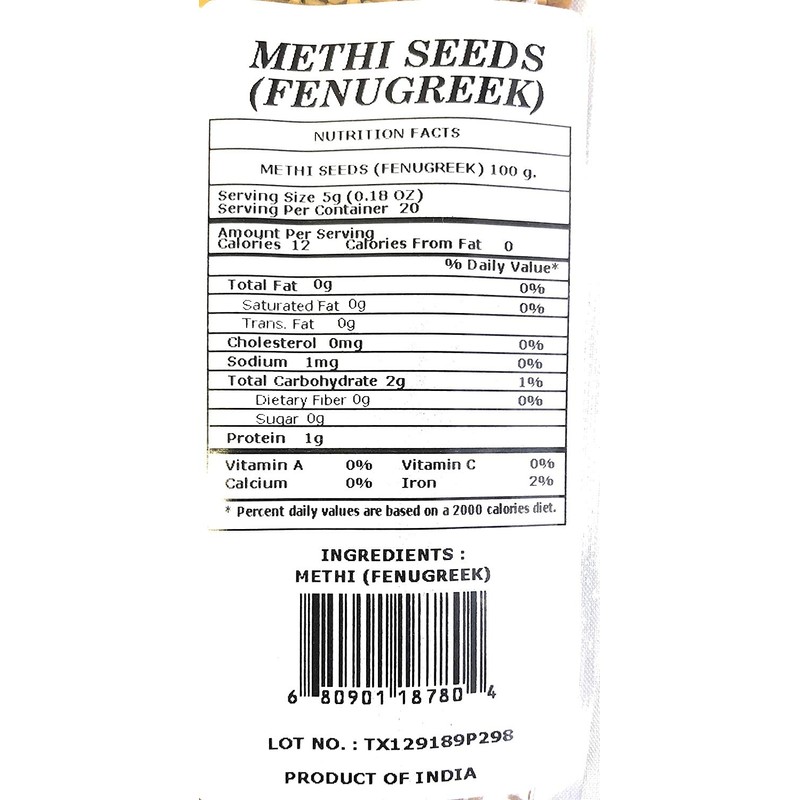 METHI SEEDS
(FENUGREEK)
NUTRITION FACTS
METHI SEEDS (FENUGREEK) 100 g.
Serving Size 5g (0.18 OZ)
Serving Per Container 20
Amount Per Serving
Calories 12 Calories From Fat 0
% Daily Value*
Total Fat 0g 0%
Saturated Fat 0g 0%
Trans. Fat 0g
Cholesterol 0mg 0%
Sodium 1mg 0%
Total Carbohydrate 2g 1%
Dietary Fiber 0g 0%
Sugar 0g
Protein 1g
Vitamin A 0% Vitamin C 0%
Calcium 0% Iron 2%
* Percent daily values are based on a 2000 calories diet.
INGREDIENTS :
METHI (FENUGREEK)
6 80901 18780 4
LOT NO. : TX129189P298
PRODUCT OF INDIA